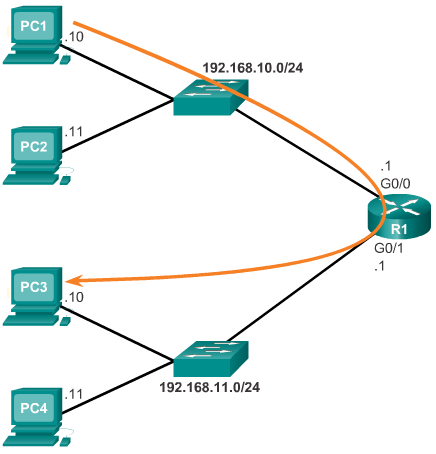 PC1
.10
192.168.10.0/24
.11
PC2
.1
G0/0
R1
G0/1
.1
PC3
.10
.11
192.168.11.0/24
PC4